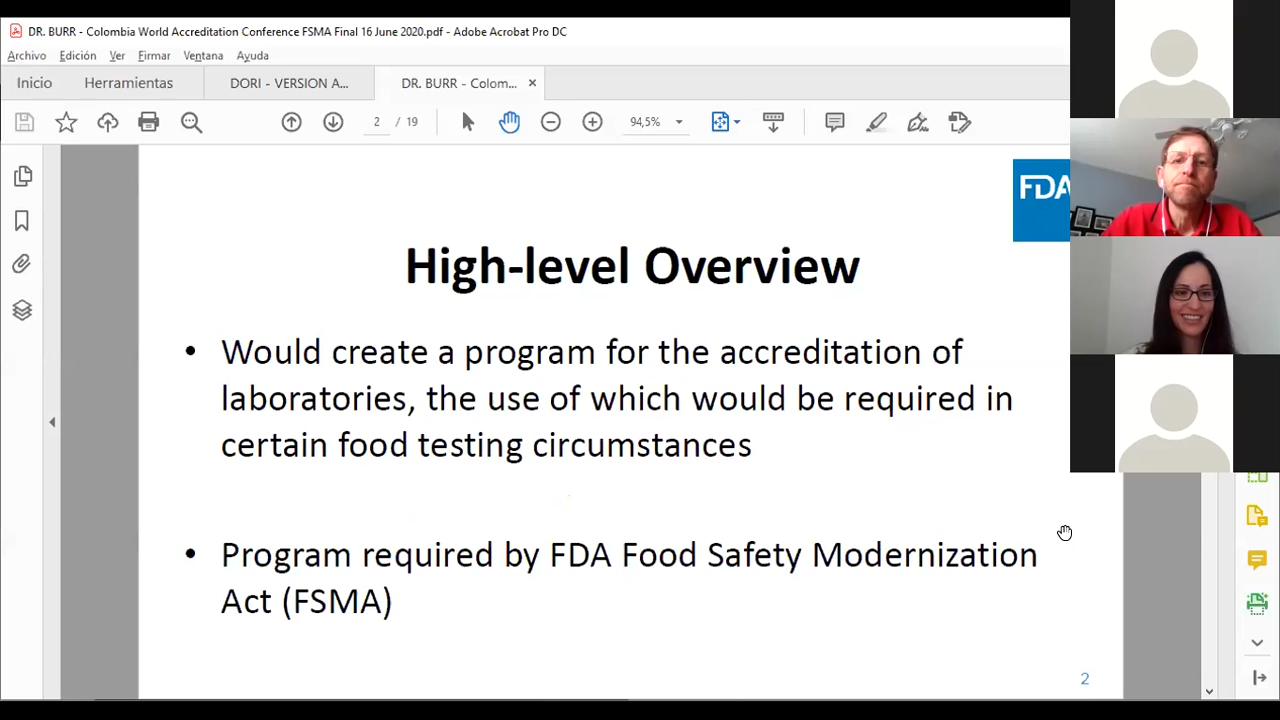 DR. BURR - Colombia World Accreditation Conference FSMA Final 16 June 2020.pdf - Adobe Acrobat Pro DC
Archivo Edición Ver Firmar Ventana Ayuda
Inicio Herramientas DORI - VERSION A... DR. BURR - Colom... ×
2 / 19 94,5%
FDA
High-level Overview
• Would create a program for the accreditation of
laboratories, the use of which would be required in
certain food testing circumstances
• Program required by FDA Food Safety Modernization
Act (FSMA)
2